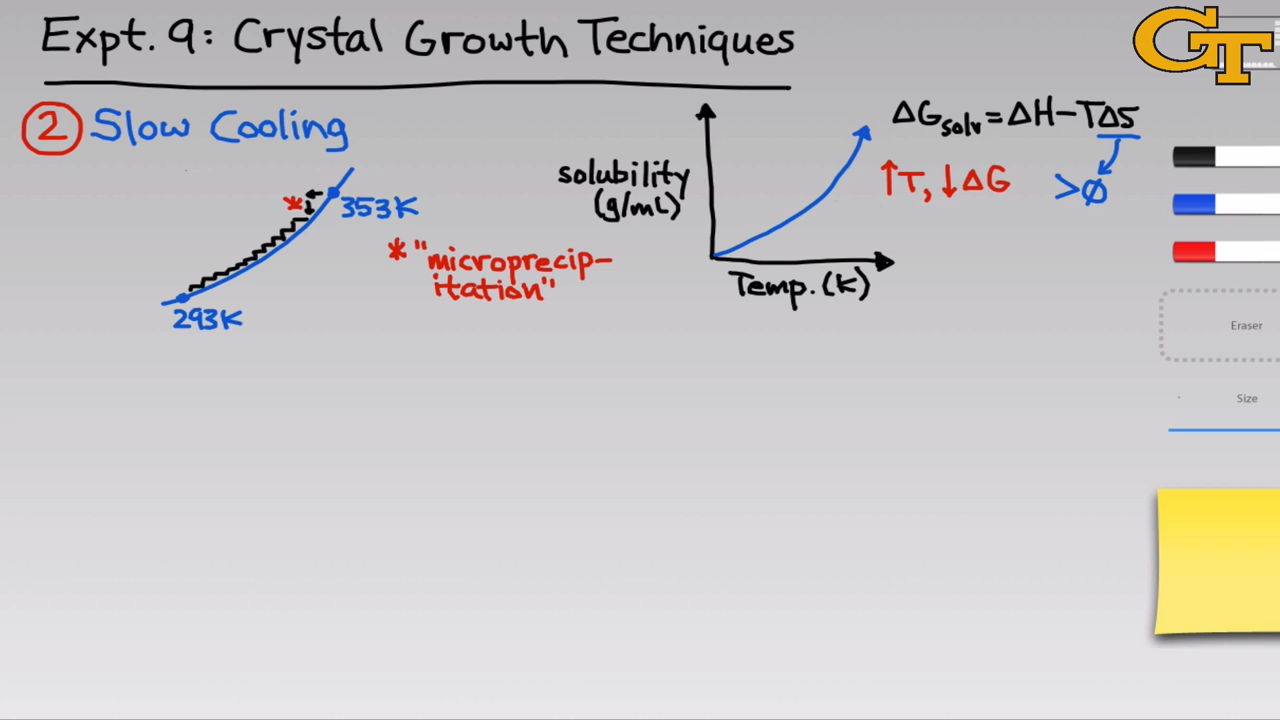 Expt. 9: Crystal Growth Techniques
GT
② Slow Cooling
353K
293K
*
* "microprecip-
itation"
solubility
(g/mL)
Temp. (K)
ΔGsolv = ΔH - TΔS
↑T, ↓ΔG
>∅
Eraser
Size